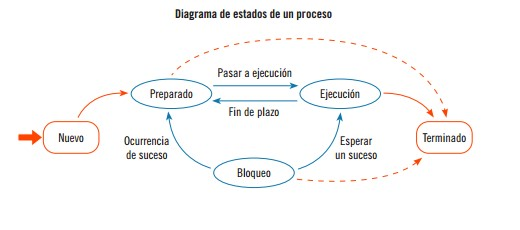 Diagrama de estados de un proceso
Pasar a ejecución
Preparado
Ejecución
Fin de plazo
Nuevo
Ocurrencia
de suceso
Esperar
un suceso
Terminado
Bloqueo